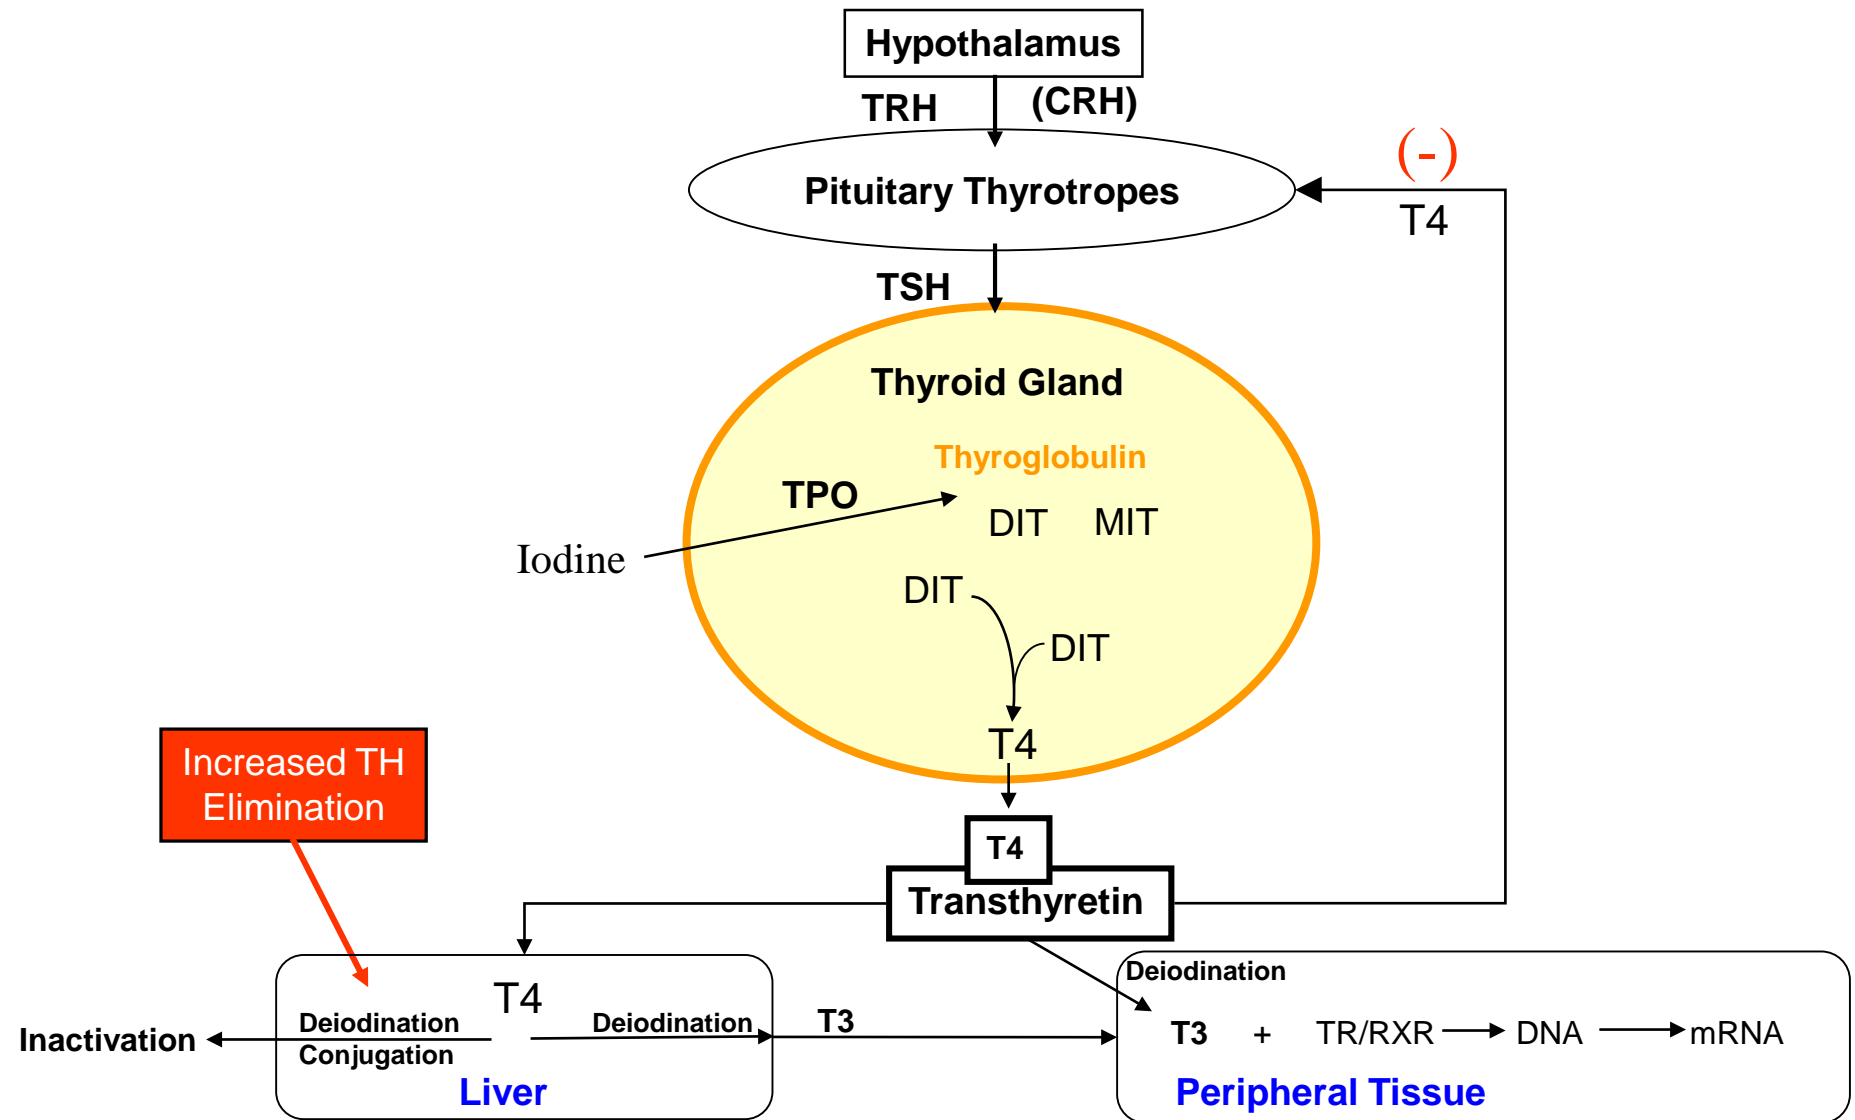 Hypothalamus
TRH
(CRH)
(-)
Pituitary Thyrotropes
T4
TSH
Thyroid Gland
Thyroglobulin
TPO
DIT MIT
Iodine
DIT
DIT
T4
Increased TH
Elimination
T4
Transthyretin
Deiodination
T4
Inactivation
Deiodination
Conjugation
Deiodination
T3
T3 + TR/RXR DNA mRNA
Liver
Peripheral Tissue